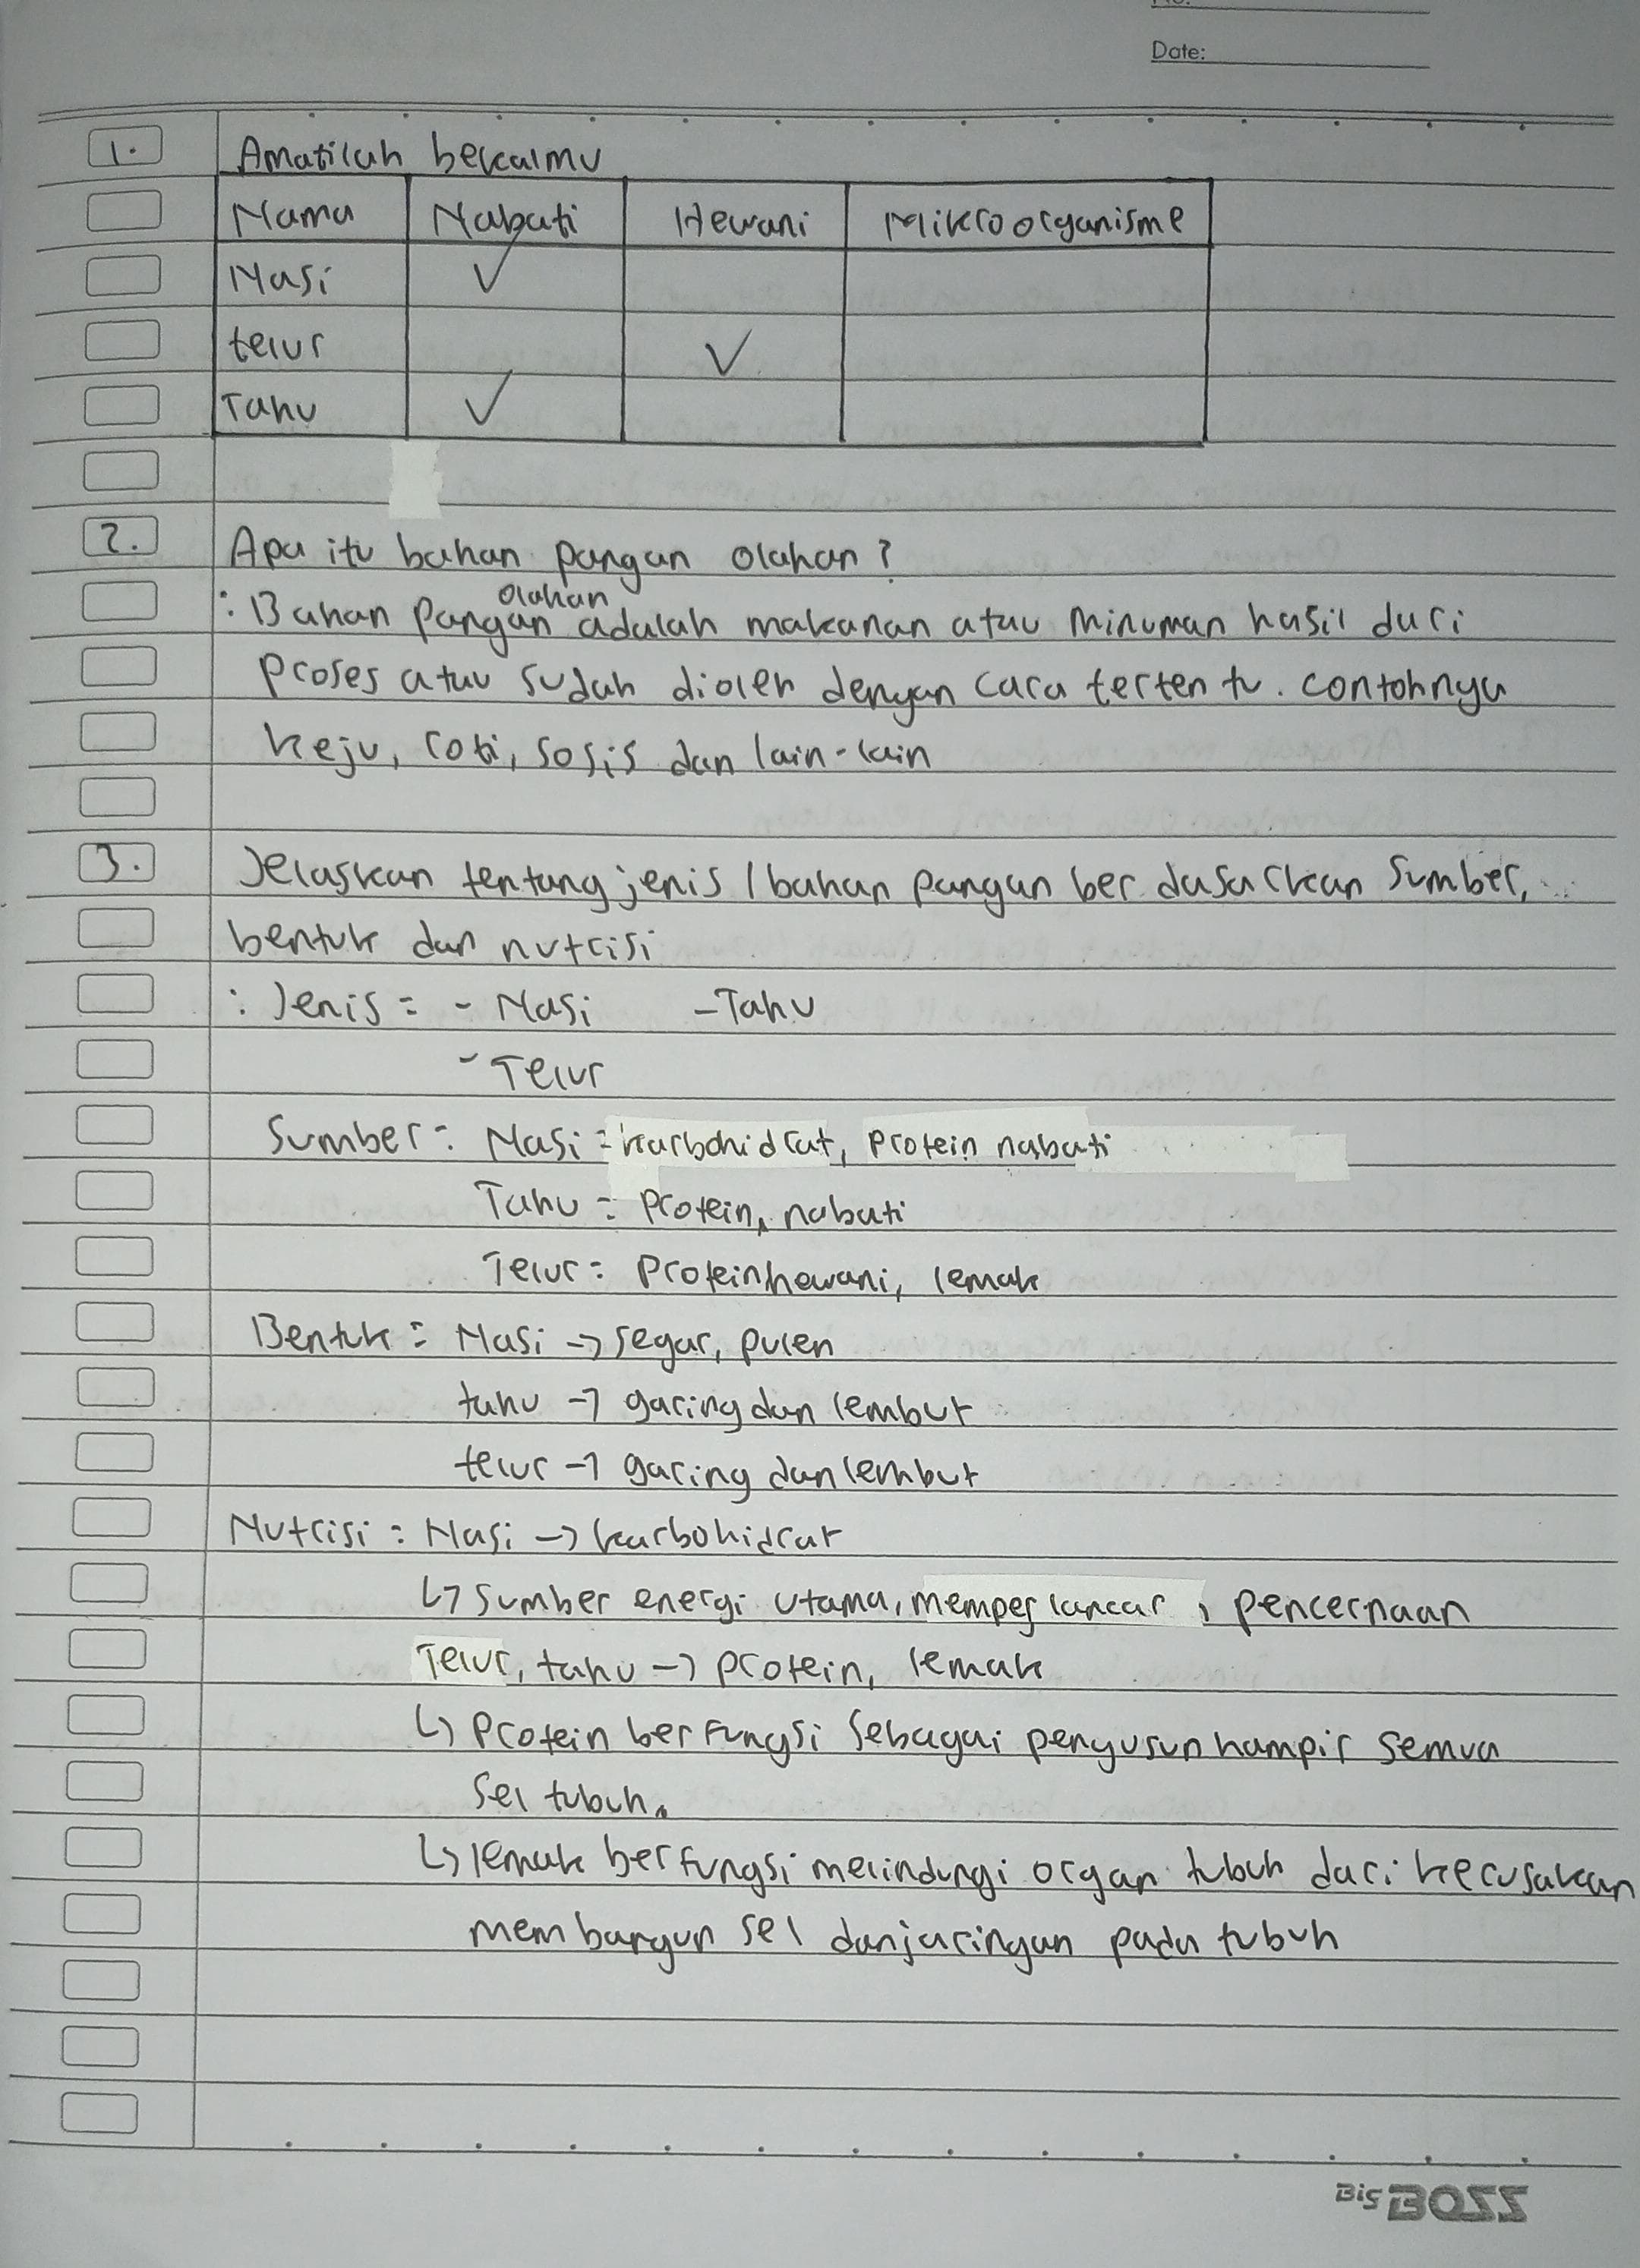 Date:
1. Amatilah bekalmu
Nama Nabati Hewani Mikroorganisme
Nasi ✓
telur ✓
Tahu ✓
2. Apa itu bahan pangan olahan?
olahan
: Bahan pangan adalah makanan atau minuman hasil dari
proses atau sudah dioleh dengan cara tertentu. contohnya
keju, roti, sosis dan lain-lain
3. Jelaskan tentang jenis / bahan pangan berdasarkan sumber,
bentuk dan nutrisi
: Jenis = - Nasi - Tahu
- Telur
Sumber = Nasi = karbohidrat, protein nabati
Tahu = Protein, nabati
Telur = Protein hewani, lemak
Bentuk = Nasi → segar, pulen
tahu → garing dan lembut
telur → garing dan lembut
Nutrisi = Nasi → karbohidrat
↳ sumber energi utama, memperlancar, pencernaan
Telur, tahu → protein, lemak
↳ Protein berfungsi sebagai penyusun hampir semua
sel tubuh.
↳ lemak berfungsi melindungi organ tubuh dari kerusakan
membangun sel dan jaringan pada tubuh
Big BOSS